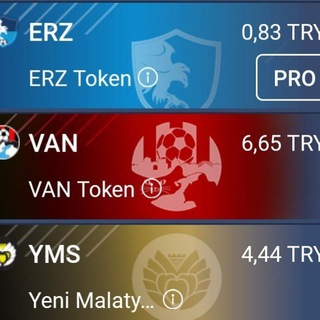 ERZ 0,83 TRY
ERZ Token PRO
VAN 6,65 TRY
VAN Token
YMS 4,44 TRY
Yeni Malaty...